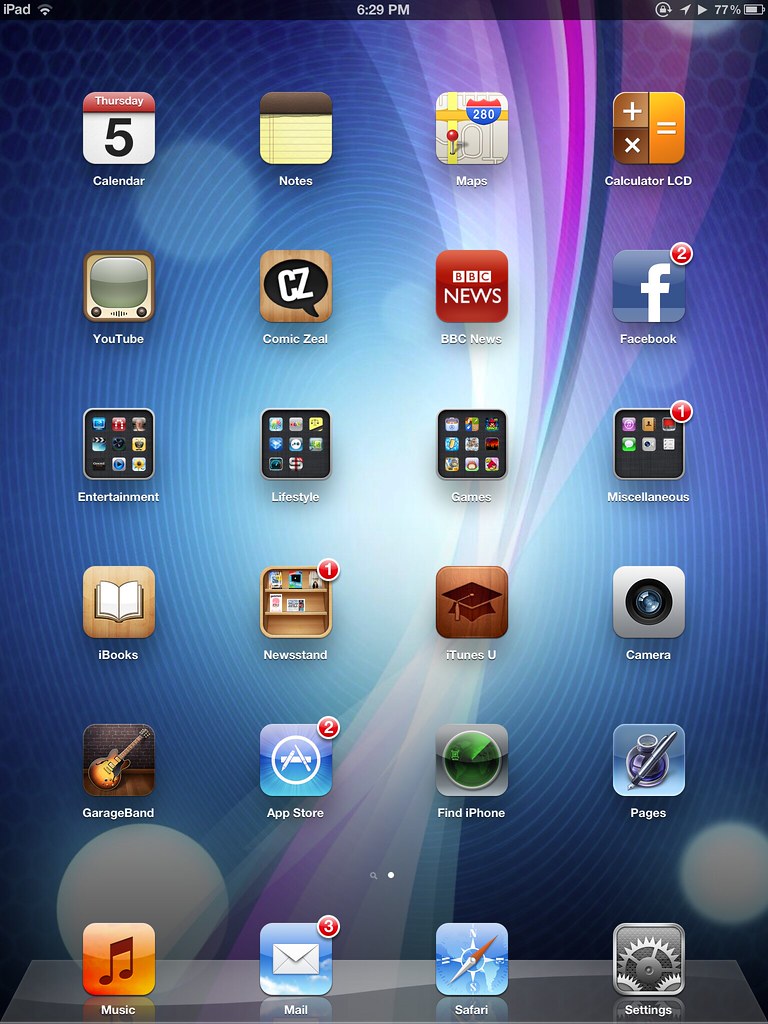 iPad 6:29 PM 77%
Thursday
5
280
Calendar Notes Maps Calculator LCD
CZ
BBC
NEWS
2
YouTube Comic Zeal BBC News Facebook
1
Entertainment Lifestyle Games Miscellaneous
1
iBooks Newsstand iTunes U Camera
2
GarageBand App Store Find iPhone Pages
3
N
S
Music Mail Safari Settings